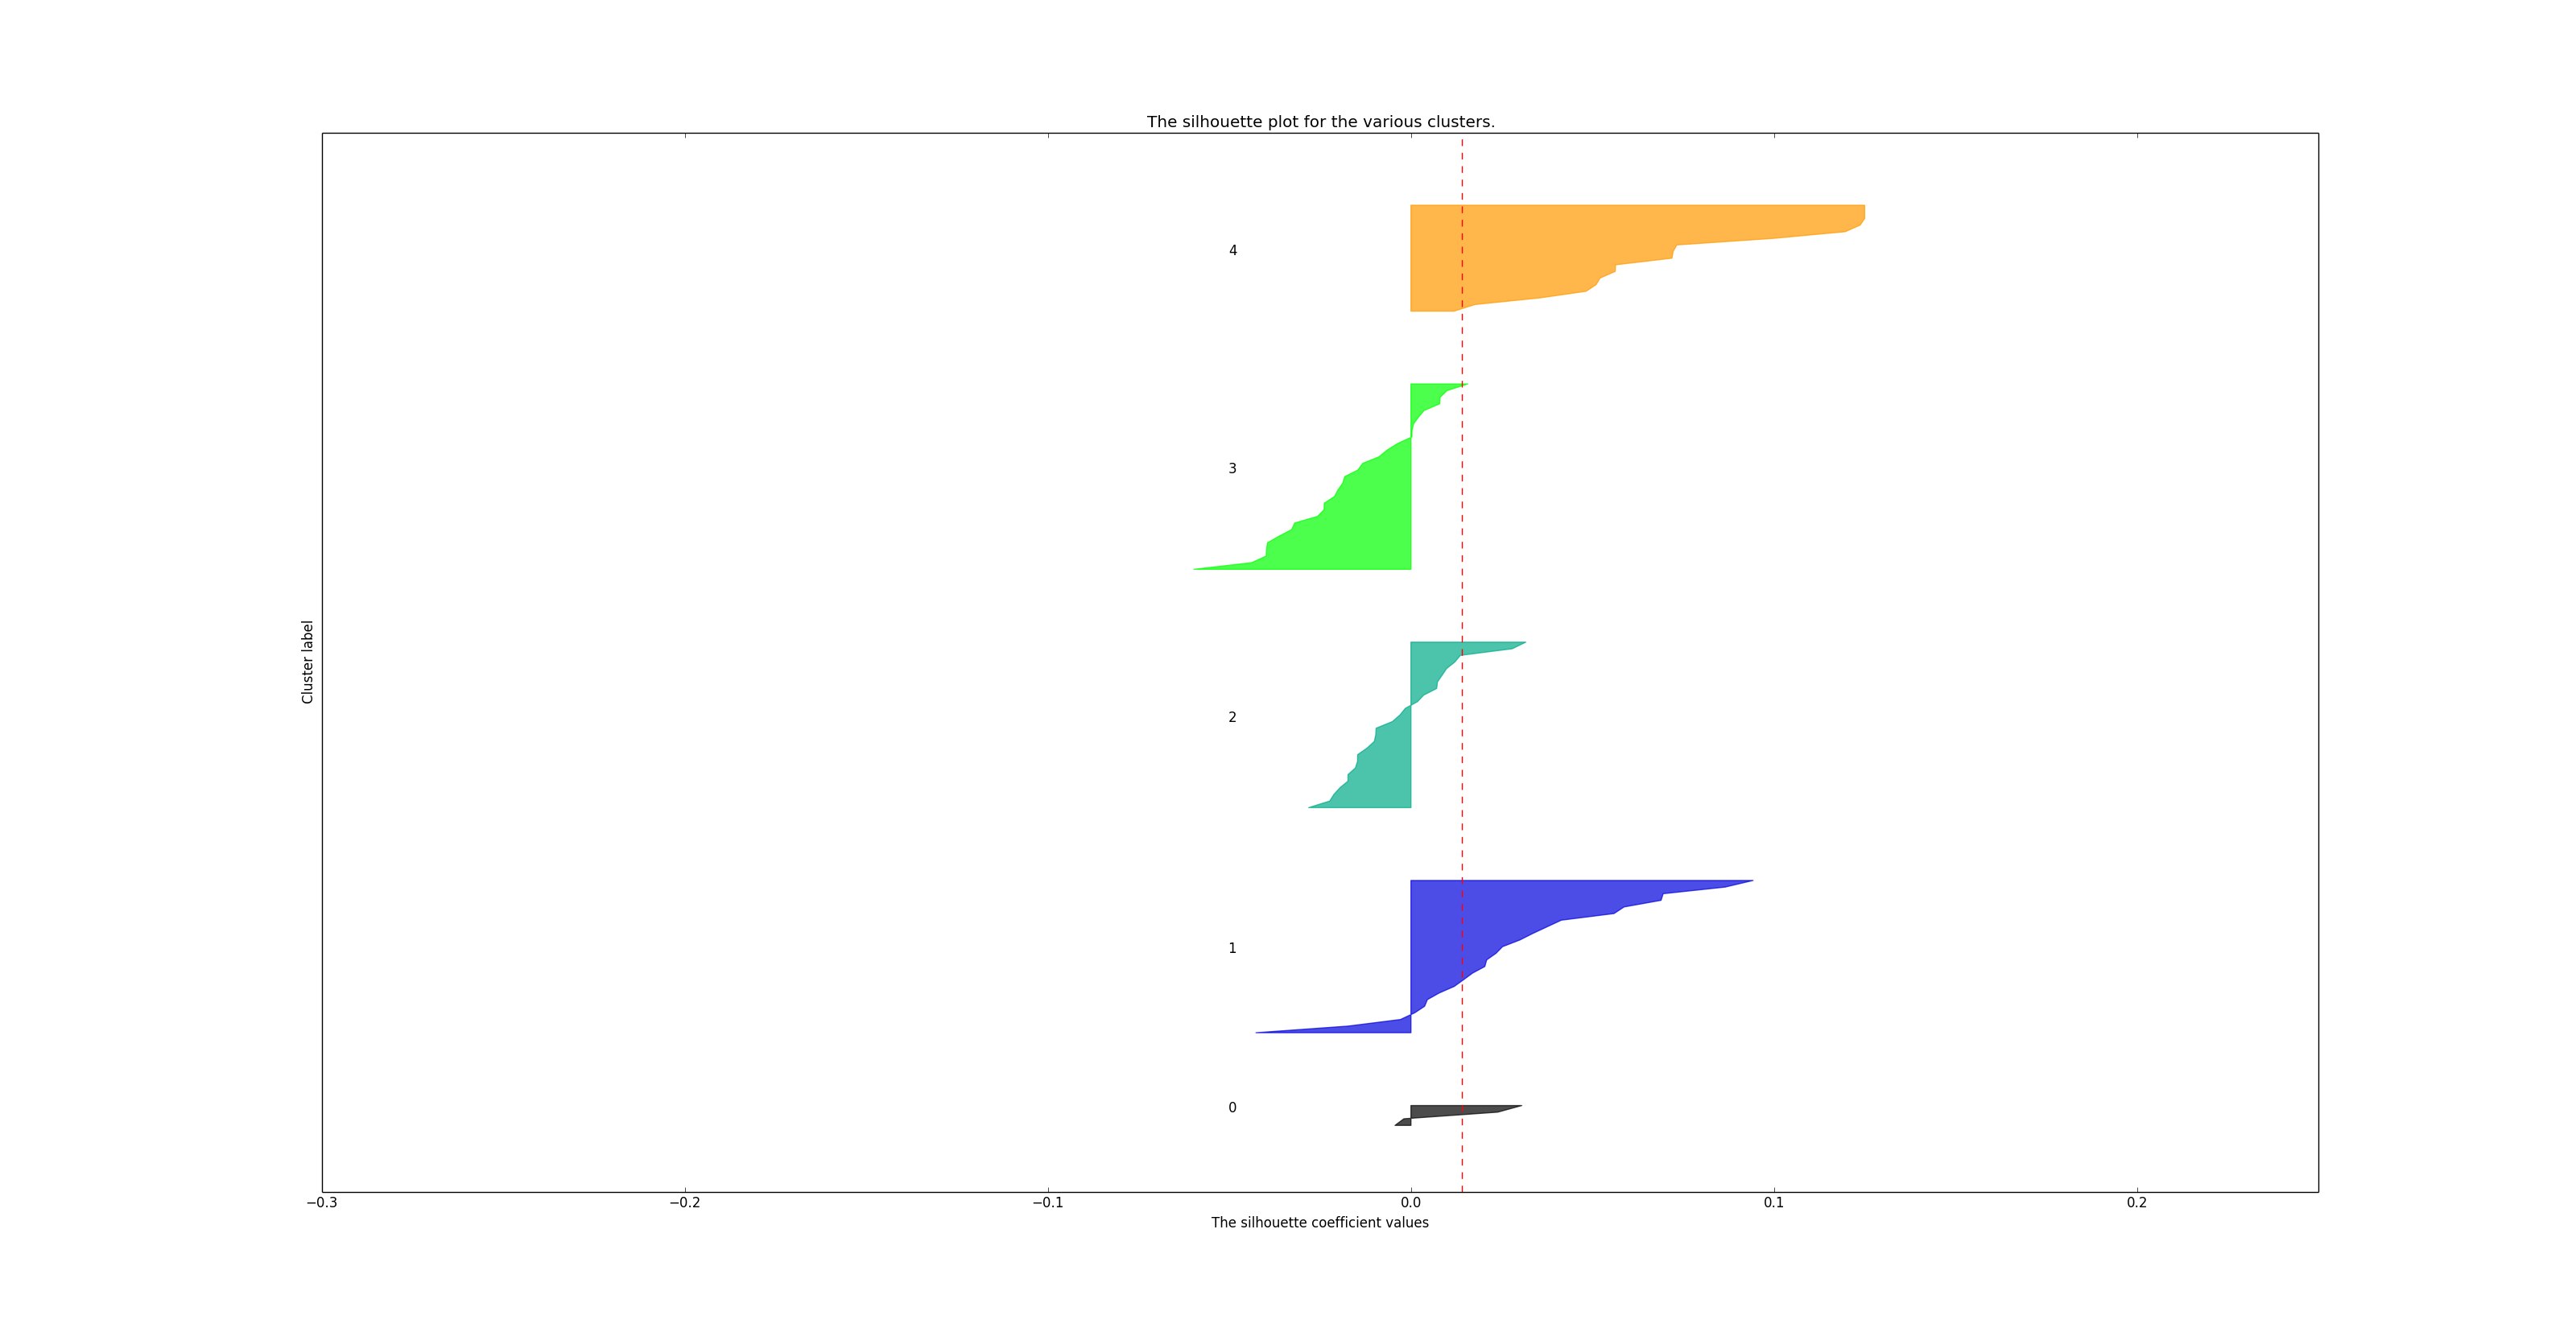 The silhouette plot for the various clusters.
4
3
2
1
0
Cluster label
−0.3 −0.2 −0.1 0.0 0.1 0.2
The silhouette coefficient values